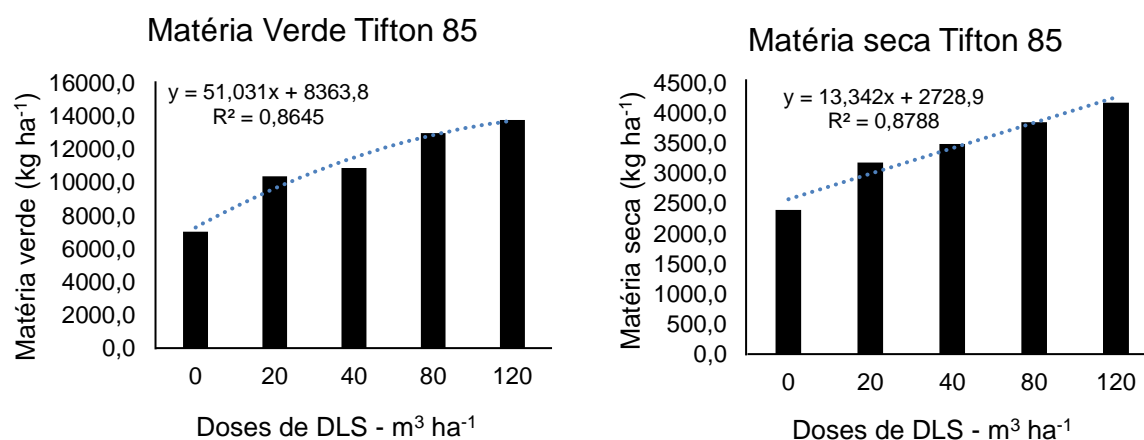 Matéria Verde Tifton 85
y = 51,031x + 8363,8
R² = 0,8645
Matéria verde (kg ha⁻¹)
16000,0
14000,0
12000,0
10000,0
8000,0
6000,0
4000,0
2000,0
0,0
0 20 40 80 120
Doses de DLS - m³ ha⁻¹
Matéria seca Tifton 85
y = 13,342x + 2728,9
R² = 0,8788
Matéria seca (kg ha⁻¹)
4500,0
4000,0
3500,0
3000,0
2500,0
2000,0
1500,0
1000,0
500,0
0,0
0 20 40 80 120
Doses de DLS - m³ ha⁻¹